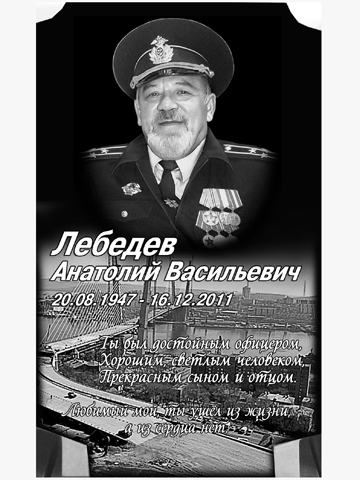 Лебедев
Анатолий Васильевич
20.08.1947 - 16.12.2011
Ты был достойным офицером,
Хорошим светлым человеком,
Прекрасным сыном и отцом.
Любимый мой, ты ушёл из жизни,
а из сердца нет!